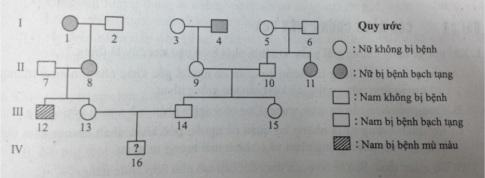 I
1 2 3 4 5 6
Quy ước
: Nữ không bị bệnh
II
7 8 9 10 11
: Nữ bị bệnh bạch tạng
: Nam không bị bệnh
III
12 13 14 15
: Nam bị bệnh bạch tạng
IV
?
16
: Nam bị bệnh mù màu